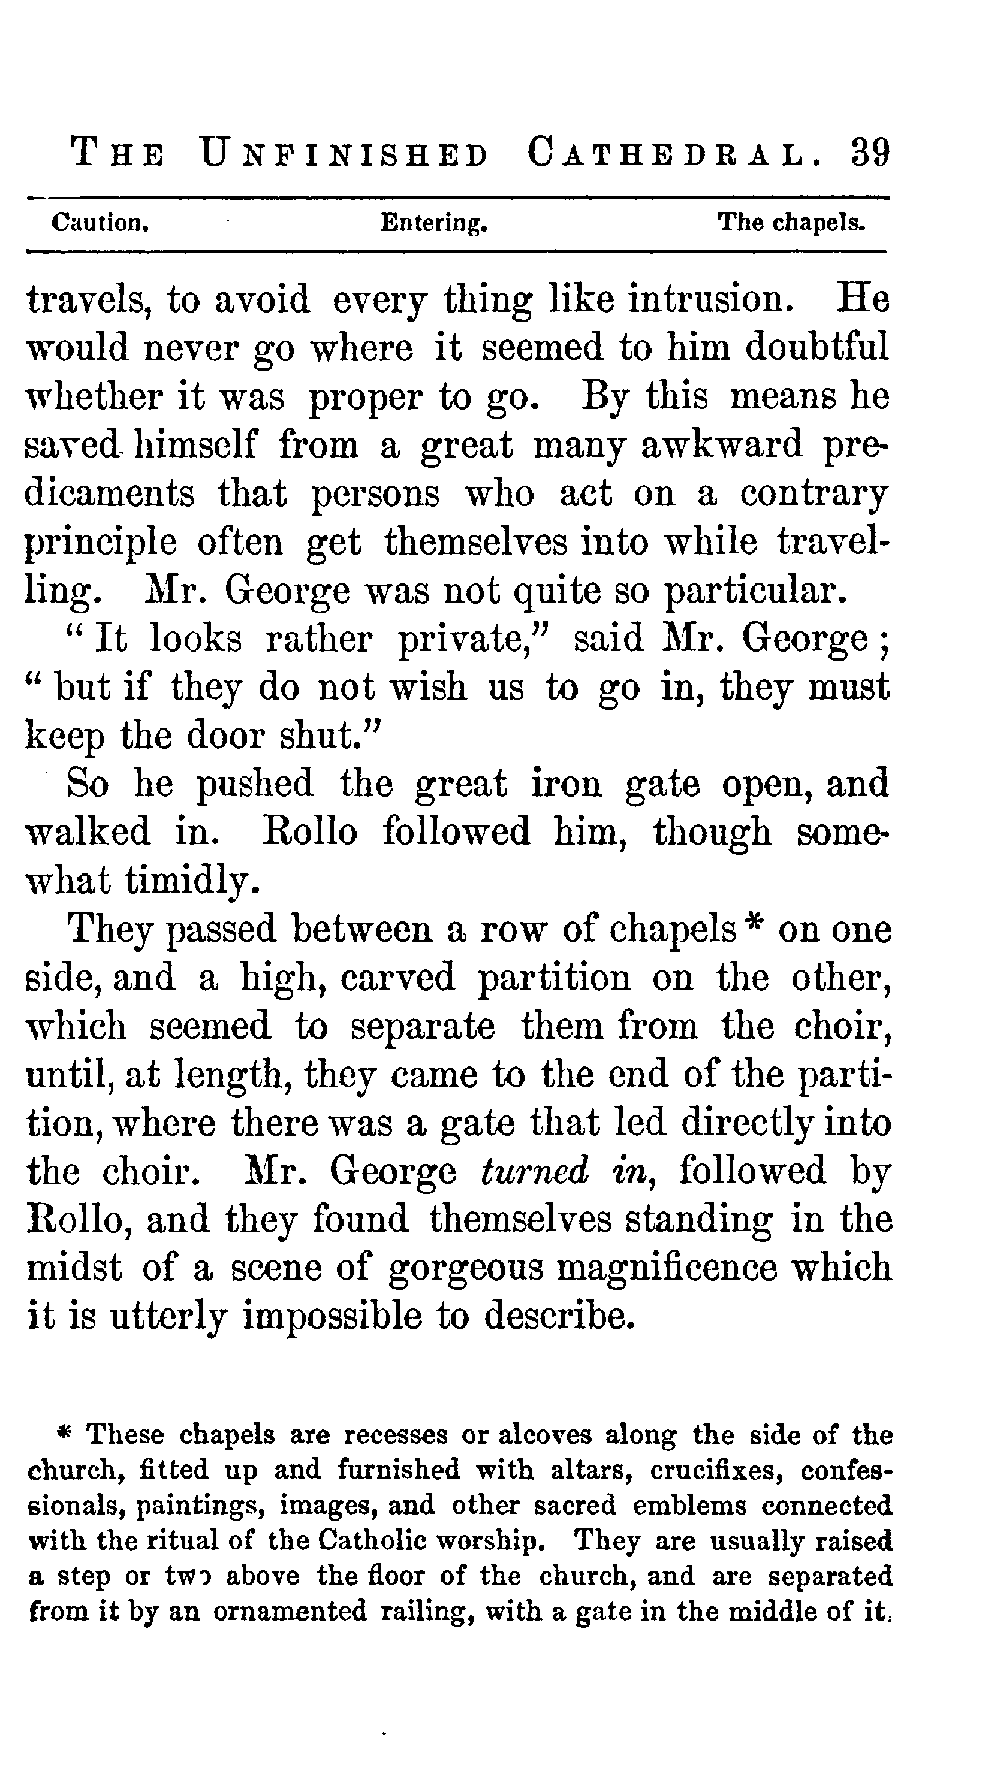 THE UNFINISHED CATHEDRAL. 39
Caution. Entering. The chapels.
travels, to avoid every thing like intrusion. He
would never go where it seemed to him doubtful
whether it was proper to go. By this means he
saved himself from a great many awkward pre-
dicaments that persons who act on a contrary
principle often get themselves into while travel-
ling. Mr. George was not quite so particular.
“It looks rather private,” said Mr. George;
“but if they do not wish us to go in, they must
keep the door shut.”
So he pushed the great iron gate open, and
walked in. Rollo followed him, though some-
what timidly.
They passed between a row of chapels* on one
side, and a high, carved partition on the other,
which seemed to separate them from the choir,
until, at length, they came to the end of the parti-
tion, where there was a gate that led directly into
the choir. Mr. George turned in, followed by
Rollo, and they found themselves standing in the
midst of a scene of gorgeous magnificence which
it is utterly impossible to describe.
* These chapels are recesses or alcoves along the side of the
church, fitted up and furnished with altars, crucifixes, confes-
sionals, paintings, images, and other sacred emblems connected
with the ritual of the Catholic worship. They are usually raised
a step or two above the floor of the church, and are separated
from it by an ornamented railing, with a gate in the middle of it.